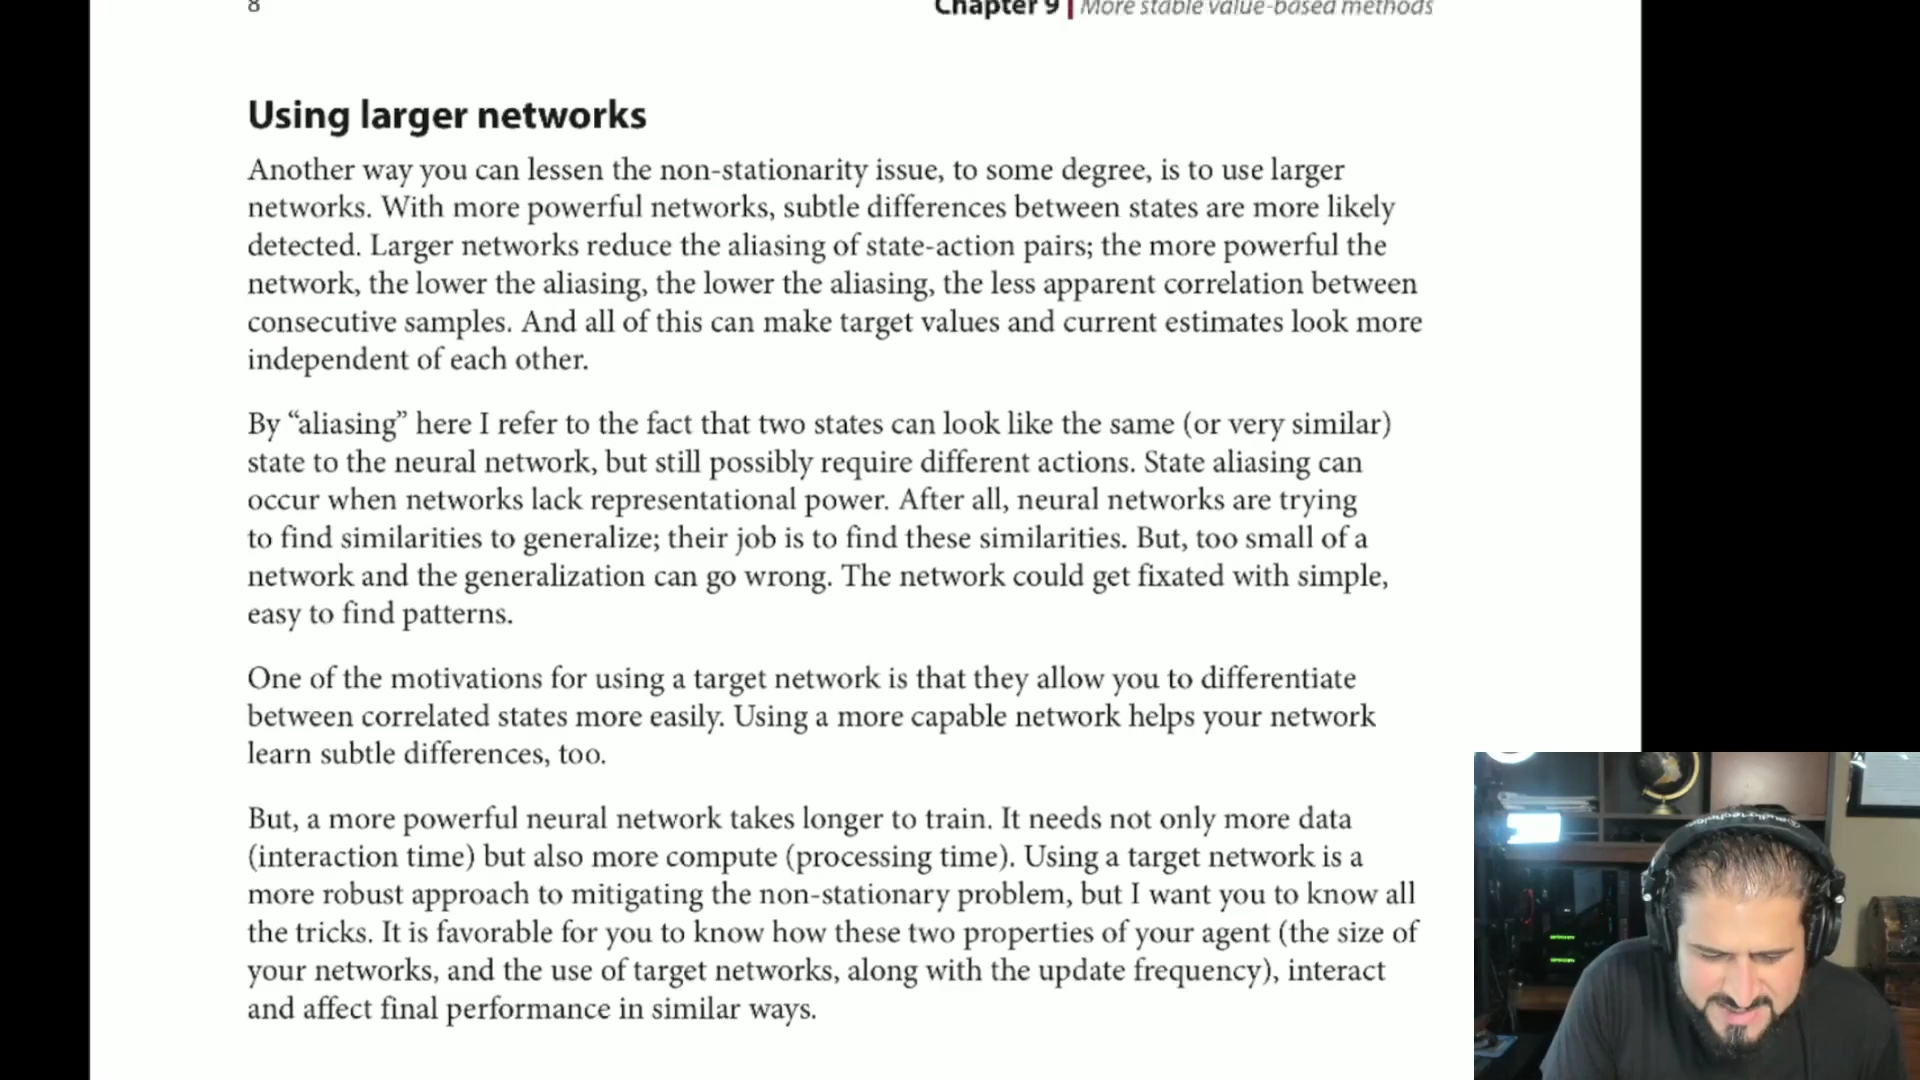 8
Chapter 9 | More stable value-based methods
Using larger networks
Another way you can lessen the non-stationarity issue, to some degree, is to use larger
networks. With more powerful networks, subtle differences between states are more likely
detected. Larger networks reduce the aliasing of state-action pairs; the more powerful the
network, the lower the aliasing, the lower the aliasing, the less apparent correlation between
consecutive samples. And all of this can make target values and current estimates look more
independent of each other.
By “aliasing” here I refer to the fact that two states can look like the same (or very similar)
state to the neural network, but still possibly require different actions. State aliasing can
occur when networks lack representational power. After all, neural networks are trying
to find similarities to generalize; their job is to find these similarities. But, too small of a
network and the generalization can go wrong. The network could get fixated with simple,
easy to find patterns.
One of the motivations for using a target network is that they allow you to differentiate
between correlated states more easily. Using a more capable network helps your network
learn subtle differences, too.
But, a more powerful neural network takes longer to train. It needs not only more data
(interaction time) but also more compute (processing time). Using a target network is a
more robust approach to mitigating the non-stationary problem, but I want you to know all
the tricks. It is favorable for you to know how these two properties of your agent (the size of
your networks, and the use of target networks, along with the update frequency), interact
and affect final performance in similar ways.
audio-technica